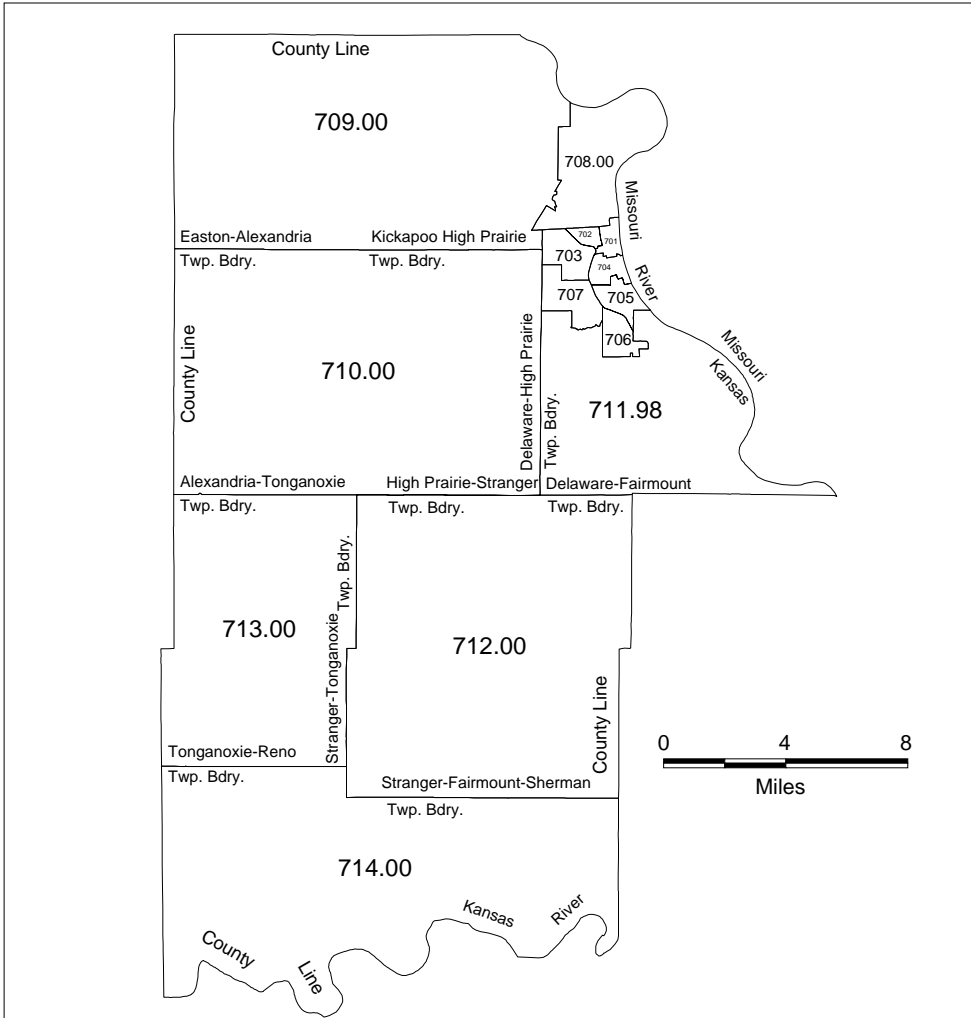 County Line
709.00
708.00
Missouri
River
Easton-Alexandria
Kickapoo High Prairie
Twp. Bdry.
Twp. Bdry.
702
701
703
704
707
705
706
County Line
710.00
Delaware-High Prairie
Twp. Bdry.
711.98
Missouri
Kansas
Alexandria-Tonganoxie
High Prairie-Stranger
Delaware-Fairmount
Twp. Bdry.
Twp. Bdry.
Twp. Bdry.
713.00
Stranger-Tonganoxie
Twp. Bdry.
712.00
County Line
0 4 8
Miles
Tonganoxie-Reno
Twp. Bdry.
Stranger-Fairmount-Sherman
Twp. Bdry.
714.00
Kansas
River
County
Line